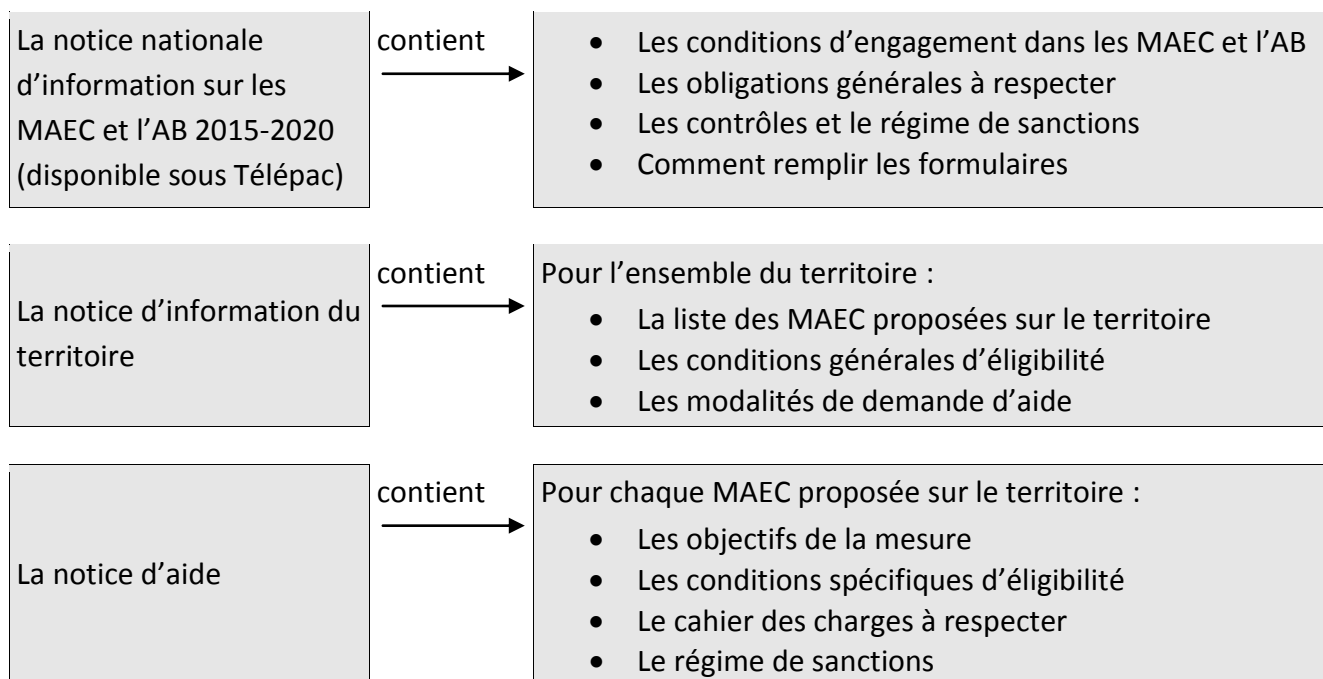 La notice nationale
d’information sur les
MAEC et l’AB 2015-2020
(disponible sous Télépac)
contient
• Les conditions d’engagement dans les MAEC et l’AB
• Les obligations générales à respecter
• Les contrôles et le régime de sanctions
• Comment remplir les formulaires
La notice d’information du
territoire
contient
Pour l’ensemble du territoire :
• La liste des MAEC proposées sur le territoire
• Les conditions générales d’éligibilité
• Les modalités de demande d’aide
La notice d’aide
contient
Pour chaque MAEC proposée sur le territoire :
• Les objectifs de la mesure
• Les conditions spécifiques d’éligibilité
• Le cahier des charges à respecter
• Le régime de sanctions